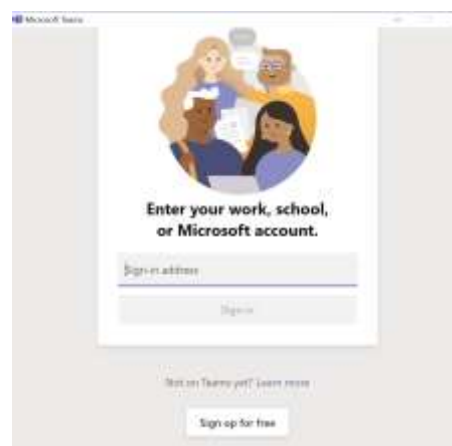 Microsoft Teams
Enter your work, school,
or Microsoft account.
Sign-in address
Sign in
Not on Teams yet? Learn more
Sign up for free